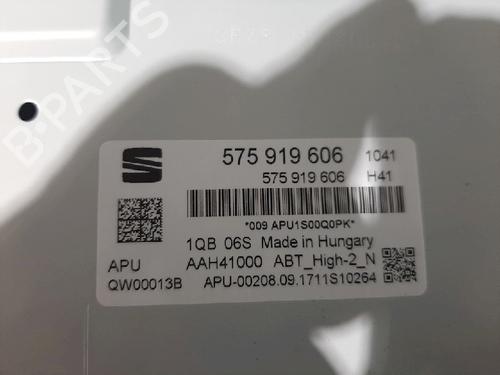 B-PARTS
575 919 606 1041
575 919 606 H41
*009 APU1S00Q0PK*
1QB 06S Made in Hungary
APU AAH41000 ABT_High-2_N
QW00013B APU-00208.09.1711S10264